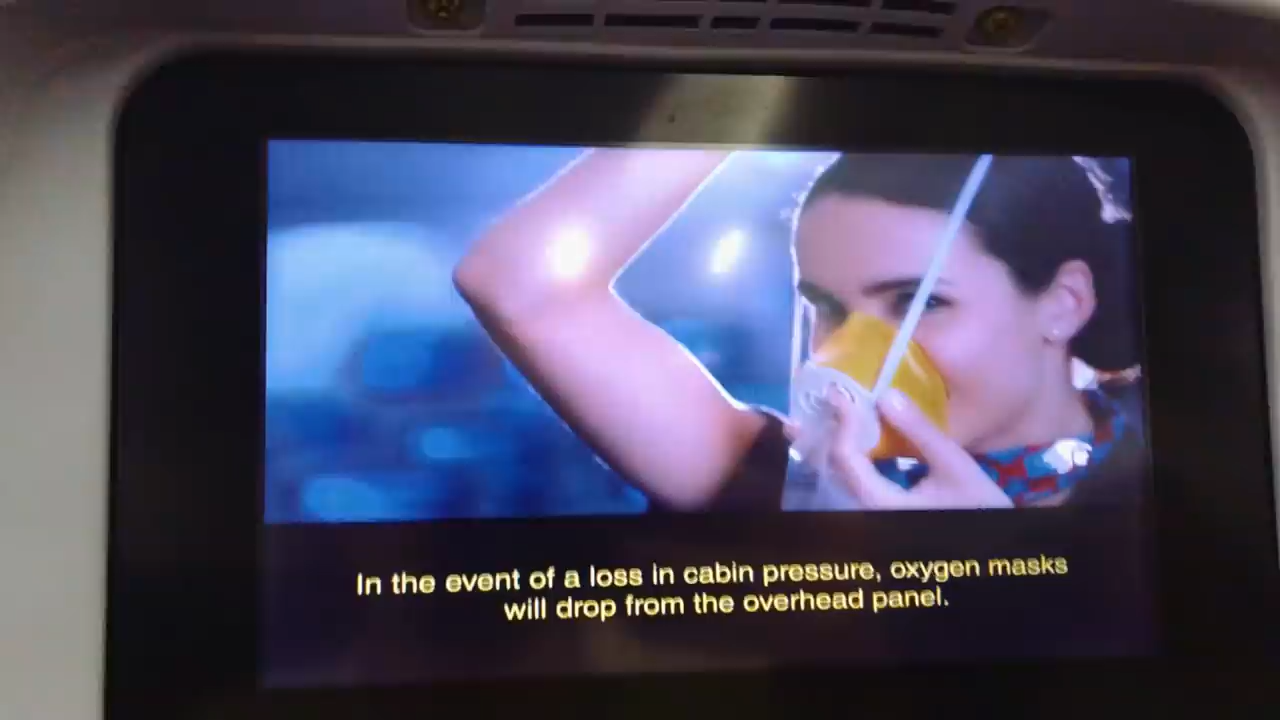 In the event of a loss in cabin pressure, oxygen masks
will drop from the overhead panel.